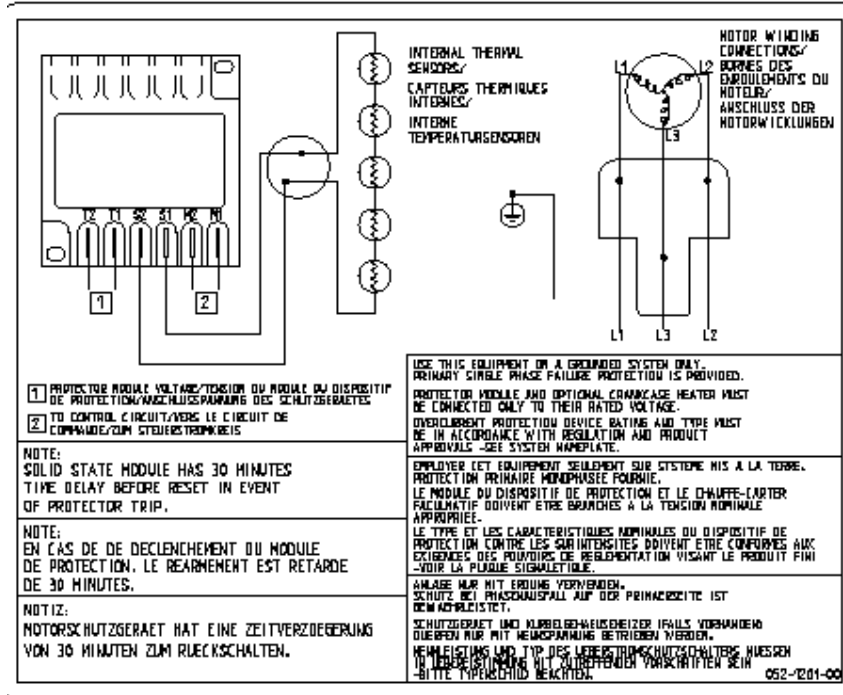 INTERNAL THERMAL
SENSORS/
CAPTEURS THERMIQUES
INTERNES/
INTERNE
TEMPERATURSENSOREN
MOTOR WINDING
CONNECTIONS/
BORNES DES
ENROULEMENTS DU
MOTEUR/
ANSCHLUSS DER
MOTORWICKLUNGEN
L1
L2
L3
T2 T1 S2 S1 M2 M1
1
2
L1 L3 L2
1 PROTECTOR MODULE VOLTAGE/TENSION DU MODULE DU DISPOSITIF
DE PROTECTION/ANSCHLUSSPANNUNG DES SCHUTZGERAETES
2 TO CONTROL CIRCUIT/VERS LE CIRCUIT DE
COMMANDE/ZUM STEUERSTROMKREIS
NOTE:
SOLID STATE MODULE HAS 30 MINUTES
TIME DELAY BEFORE RESET IN EVENT
OF PROTECTOR TRIP.
NOTE:
EN CAS DE DE DECLENCHEMENT DU MODULE
DE PROTECTION. LE REARMEMENT EST RETARDE
DE 30 MINUTES.
NOTIZ:
MOTORSCHUTZGERAET HAT EINE ZEITVERZOEGERUNG
VON 30 MINUTEN ZUM RUECKSCHALTEN.
USE THIS EQUIPMENT ON A GROUNDED SYSTEM ONLY.
PRIMARY SINGLE PHASE FAILURE PROTECTION IS PROVIDED.
PROTECTOR MODULE AND OPTIONAL CRANKCASE HEATER MUST
BE CONNECTED ONLY TO THEIR RATED VOLTAGE.
OVERCURRENT PROTECTION DEVICE RATING AND TYPE MUST
BE IN ACCORDANCE WITH REGULATION AND PRODUCT
APPROVALS -SEE SYSTEM NAMEPLATE.
EMPLOYER CET EQUIPEMENT SEULEMENT SUR SYSTEME MIS A LA TERRE.
PROTECTION PRIMAIRE MONOPHASEE FOURNIE.
LE MODULE DU DISPOSITIF DE PROTECTION ET LE CHAUFFE-CARTER
FACULTATIF DOIVENT ETRE BRANCHES A LA TENSION NOMINALE
APPROPRIEE.
LE TYPE ET LES CARACTERISTIQUES NOMINALES DU DISPOSITIF DE
PROTECTION CONTRE LES SURINTENSITES DOIVENT ETRE CONFORMES AUX
EXIGENCES DES POUVOIRS DE REGLEMENTATION VISANT LE PRODUIT FINI
-VOIR LA PLAQUE SIGNALETIQUE.
ANLAGE NUR MIT ERDUNG VERWENDEN.
SCHUTZ BEI PHASENAUSFALL AUF DER PRIMAERSEITE IST
GEWAEHRLEISTET.
SCHUTZGERAET UND KURBELGEHAEUSEHEIZER (FALLS VORHANDEN)
DUERFEN NUR MIT NENNSPANNUNG BETRIEBEN WERDEN.
NENNLEISTUNG UND TYP DES UEBERSTROMSCHUTZSCHALTERS MUESSEN
IN UEBEREISTIMMUNG MIT ZUTREFFENDEN VORSCHRIFTEN SEIN
-BITTE TYPENSCHILD BEACHTEN.
052-1201-00